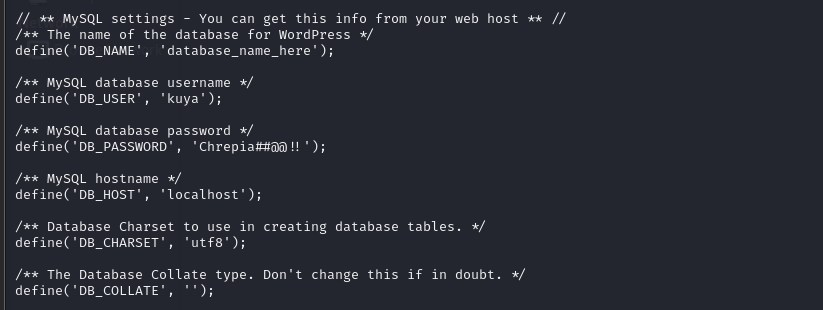 // ** MySQL settings - You can get this info from your web host ** //
/** The name of the database for WordPress */
define('DB_NAME', 'database_name_here');
/** MySQL database username */
define('DB_USER', 'kuya');
/** MySQL database password */
define('DB_PASSWORD', 'Chrepia##@@!!');
/** MySQL hostname */
define('DB_HOST', 'localhost');
/** Database Charset to use in creating database tables. */
define('DB_CHARSET', 'utf8');
/** The Database Collate type. Don't change this if in doubt. */
define('DB_COLLATE', '');